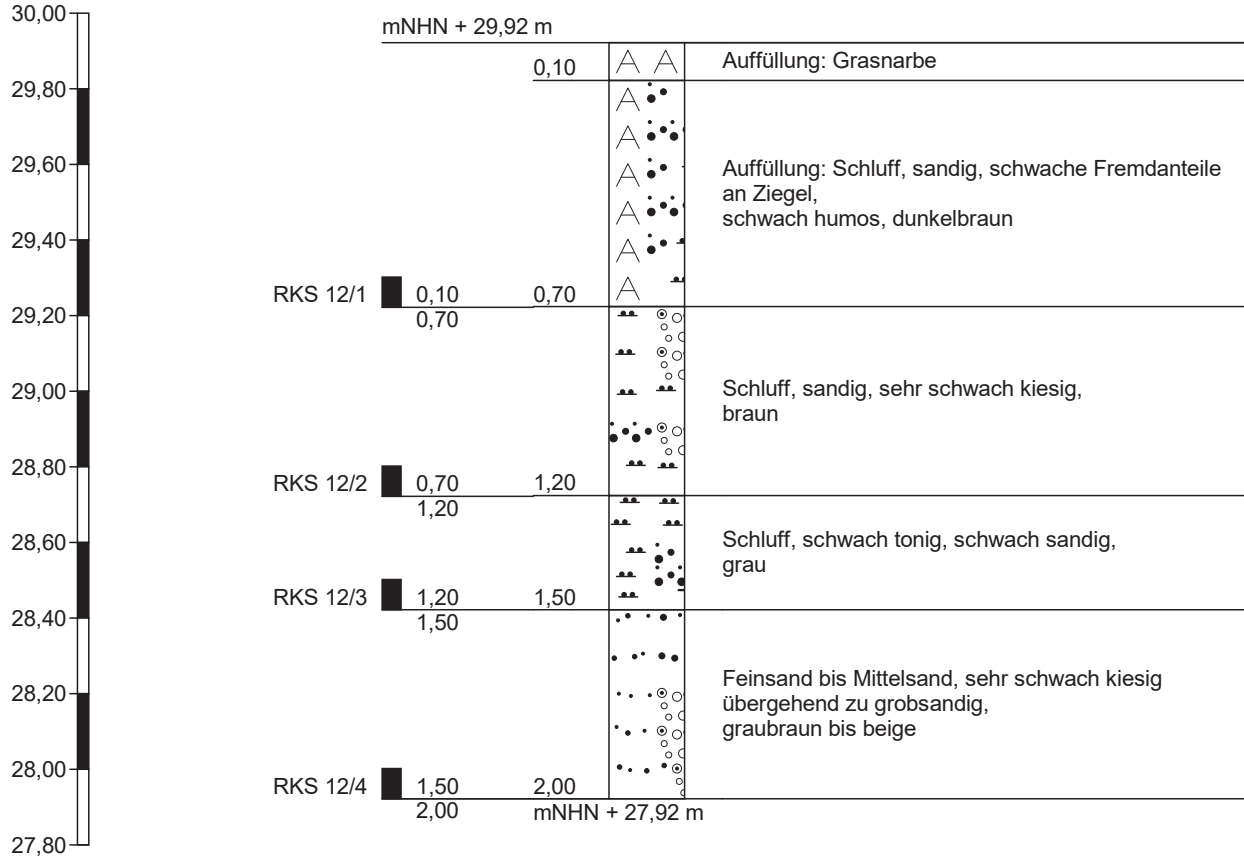 30,00
mNHN + 29,92 m
0,10
Auffüllung: Grasnarbe
29,80
29,60
Auffüllung: Schluff, sandig, schwache Fremdanteile
an Ziegel,
schwach humos, dunkelbraun
29,40
RKS 12/1
0,10
0,70
0,70
29,20
29,00
Schluff, sandig, sehr schwach kiesig,
braun
28,80
RKS 12/2
0,70
1,20
1,20
28,60
Schluff, schwach tonig, schwach sandig,
grau
RKS 12/3
1,20
1,50
1,50
28,40
28,20
Feinsand bis Mittelsand, sehr schwach kiesig
übergehend zu grobsandig,
graubraun bis beige
28,00
RKS 12/4
1,50
2,00
2,00
mNHN + 27,92 m
27,80